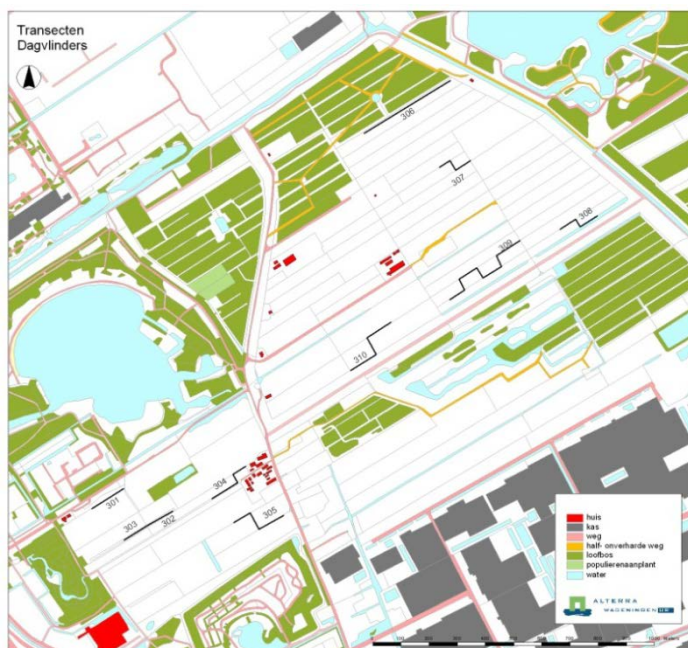 Transecten
Dagvlinders
306
307
308
309
310
304
301
303
302
305
huis
kas
weg
half- onverharde weg
loofbos
populierenaanplant
water
ALTERRA
WAGENINGEN UR